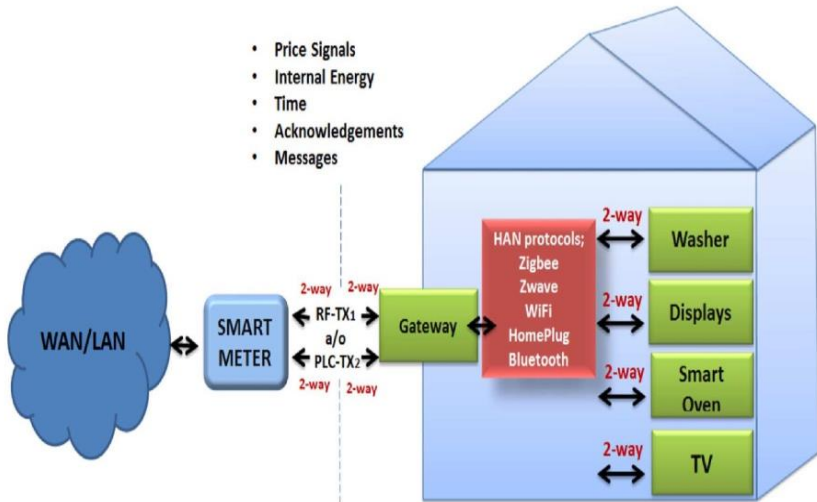 • Price Signals
• Internal Energy
• Time
• Acknowledgements
• Messages
WAN/LAN
SMART
METER
2-way 2-way
RF-TX1
a/o
PLC-TX2
2-way 2-way
Gateway
HAN protocols;
Zigbee
Zwave
WiFi
HomePlug
Bluetooth
2-way
Washer
2-way
Displays
2-way
Smart
Oven
2-way
TV